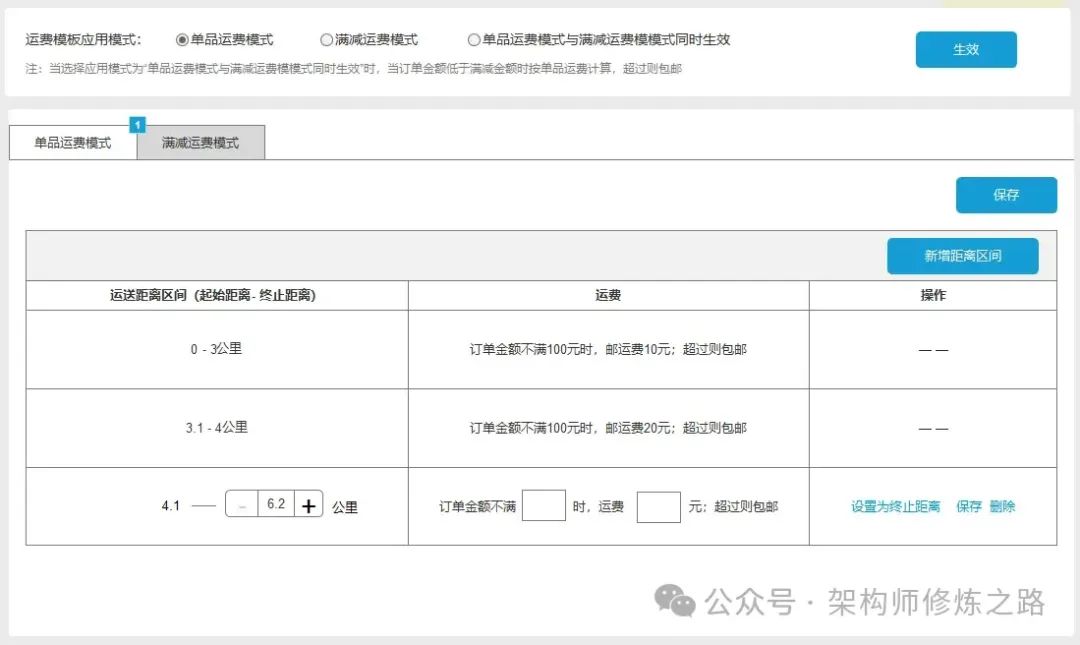 运费模板应用模式： 单品运费模式 满减运费模式 单品运费模式与满减运费模模式同时生效 生效
注：当选择应用模式为“单品运费模式与满减运费模模式同时生效”时，当订单金额低于满减金额时按单品运费计算，超过则包邮
1
单品运费模式 满减运费模式
保存
新增距离区间
运送距离区间（起始距离- 终止距离） 运费 操作
0 - 3公里 订单金额不满100元时，邮运费10元；超过则包邮 — —
3.1 - 4公里 订单金额不满100元时，邮运费20元；超过则包邮 — —
4.1 —— - 6.2 + 公里 订单金额不满 时，运费 元；超过则包邮 设置为终止距离 保存 删除
公众号 · 架构师修炼之路